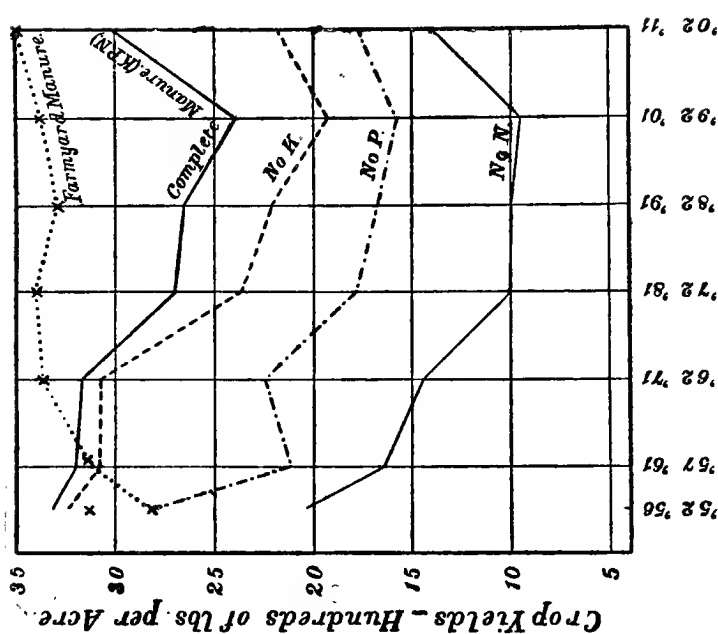 Crop Yields – Hundreds of lbs. per Acre.
35
30
25
20
15
10
5
Farmyard Manure.
Complete
Manure (K.P.N)
No K.
No P.
No N.
'52 '57 '62 '72 '82 '92 '02
'56 '61 '71 '81 '91 '01 '11